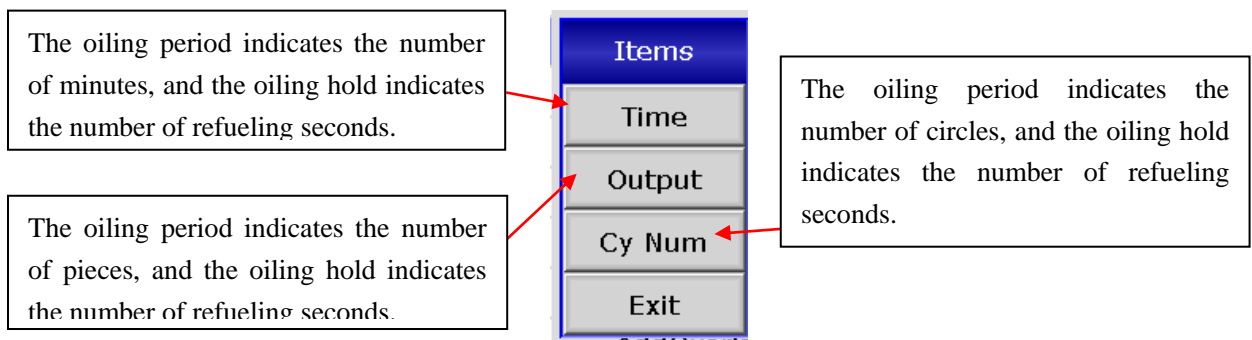 The oiling period indicates the number
of minutes, and the oiling hold indicates
the number of refueling seconds.
The oiling period indicates the number
of pieces, and the oiling hold indicates
the number of refueling seconds.
Items
Time
Output
Cy Num
Exit
The oiling period indicates the
number of circles, and the oiling hold
indicates the number of refueling
seconds.